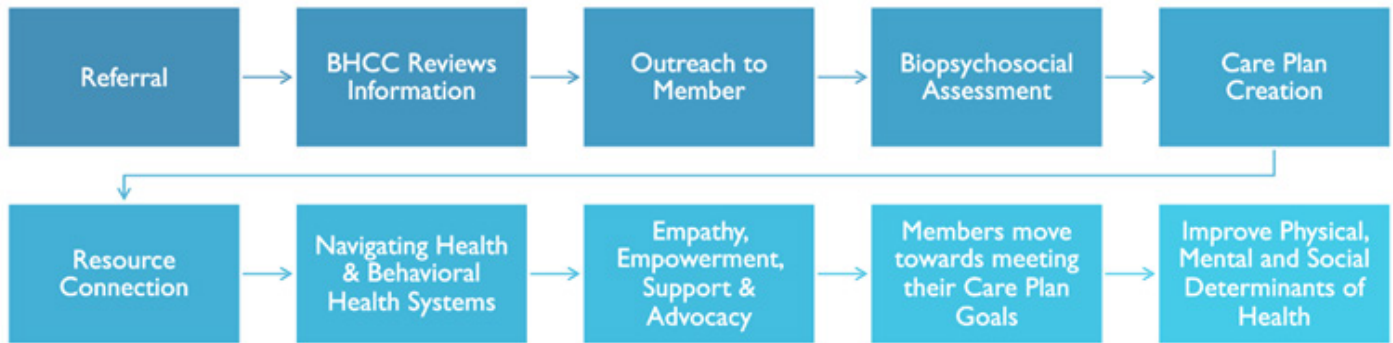 Referral
BHCC Reviews
Information
Outreach to
Member
Biopsychosocial
Assessment
Care Plan
Creation
Resource
Connection
Navigating Health
& Behavioral
Health Systems
Empathy,
Empowerment,
Support &
Advocacy
Members move
towards meeting
their Care Plan
Goals
Improve Physical,
Mental and Social
Determinants of
Health